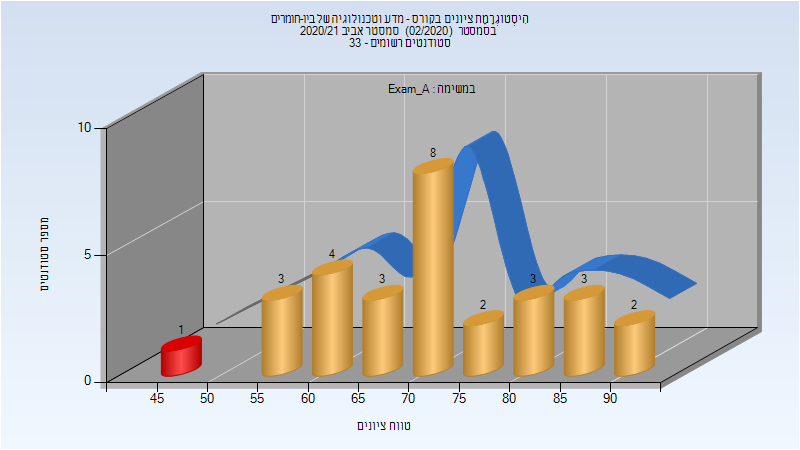 היסטוגרמת ציונים בקורס - מדע וטכנולוגיה של ביו-חומרים
בסמסטר (02/2020) סמסטר אביב 2020/21
סטודנטים רשומים - 33
במשימה : Exam_A
מספר סטודנטים
10
5
0
1
3
4
3
8
2
3
3
2
45 50 55 60 65 70 75 80 85 90
טווח ציונים